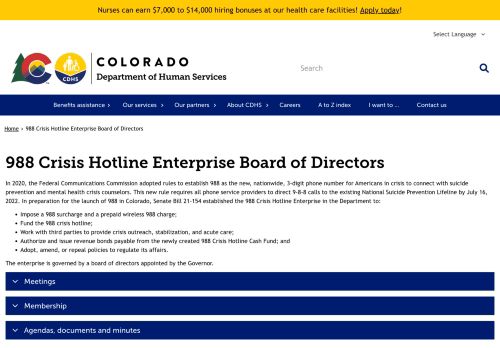 Nurses can earn $7,000 to $14,000 hiring bonuses at our health care facilities! Apply today!
Select Language
COLORADO
Department of Human Services
CDHS
Search
Benefits assistance
Our services
Our partners
About CDHS
Careers
A to Z index
I want to ...
Contact us
Home › 988 Crisis Hotline Enterprise Board of Directors
988 Crisis Hotline Enterprise Board of Directors
In 2020, the Federal Communications Commission adopted rules to establish 988 as the new, nationwide, 3-digit phone number for Americans in crisis to connect with suicide
prevention and mental health crisis counselors. This new rule requires all phone service providers to direct 9-8-8 calls to the existing National Suicide Prevention Lifeline by July 16,
2022. In preparation for the launch of 988 in Colorado, Senate Bill 21-154 established the 988 Crisis Hotline Enterprise in the Department to:
• Impose a 988 surcharge and a prepaid wireless 988 charge;
• Fund the 988 crisis hotline;
• Work with third parties to provide crisis outreach, stabilization, and acute care;
• Authorize and issue revenue bonds payable from the newly created 988 Crisis Hotline Cash Fund; and
• Adopt, amend, or repeal policies to regulate its affairs.
The enterprise is governed by a board of directors appointed by the Governor.
Meetings
Membership
Agendas, documents and minutes